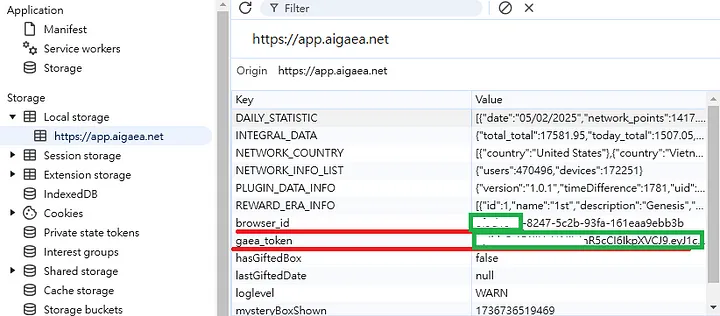 Application
Manifest
Service workers
Storage
Storage
Local storage
https://app.aigaea.net
Session storage
Extension storage
IndexedDB
Cookies
Private state tokens
Interest groups
Shared storage
Cache storage
Storage buckets
Filter
https://app.aigaea.net
Origin https://app.aigaea.net
Key Value
DAILY_STATISTIC [{"date":"05/02/2025","network_points":1417....
INTEGRAL_DATA {"total_total":17581.95,"today_total":1507.05,...
NETWORK_COUNTRY [{"country":"United States"},{"country":"Vietn...
NETWORK_INFO_LIST {"users":470496,"devices":172251}
PLUGIN_DATA_INFO {"version":"1.0.1","timeDifference":1781,"uid":...
REWARD_ERA_INFO [{"id":1,"name":"1st","description":"Genesis","...
browser_id -8247-5c2b-93fa-161eaa9ebb3b
gaea_token R5cCI6IkpXVCJ9.eyJ1c...
hasGiftedBox false
lastGiftedDate null
loglevel WARN
mysteryBoxShown 1736736519469